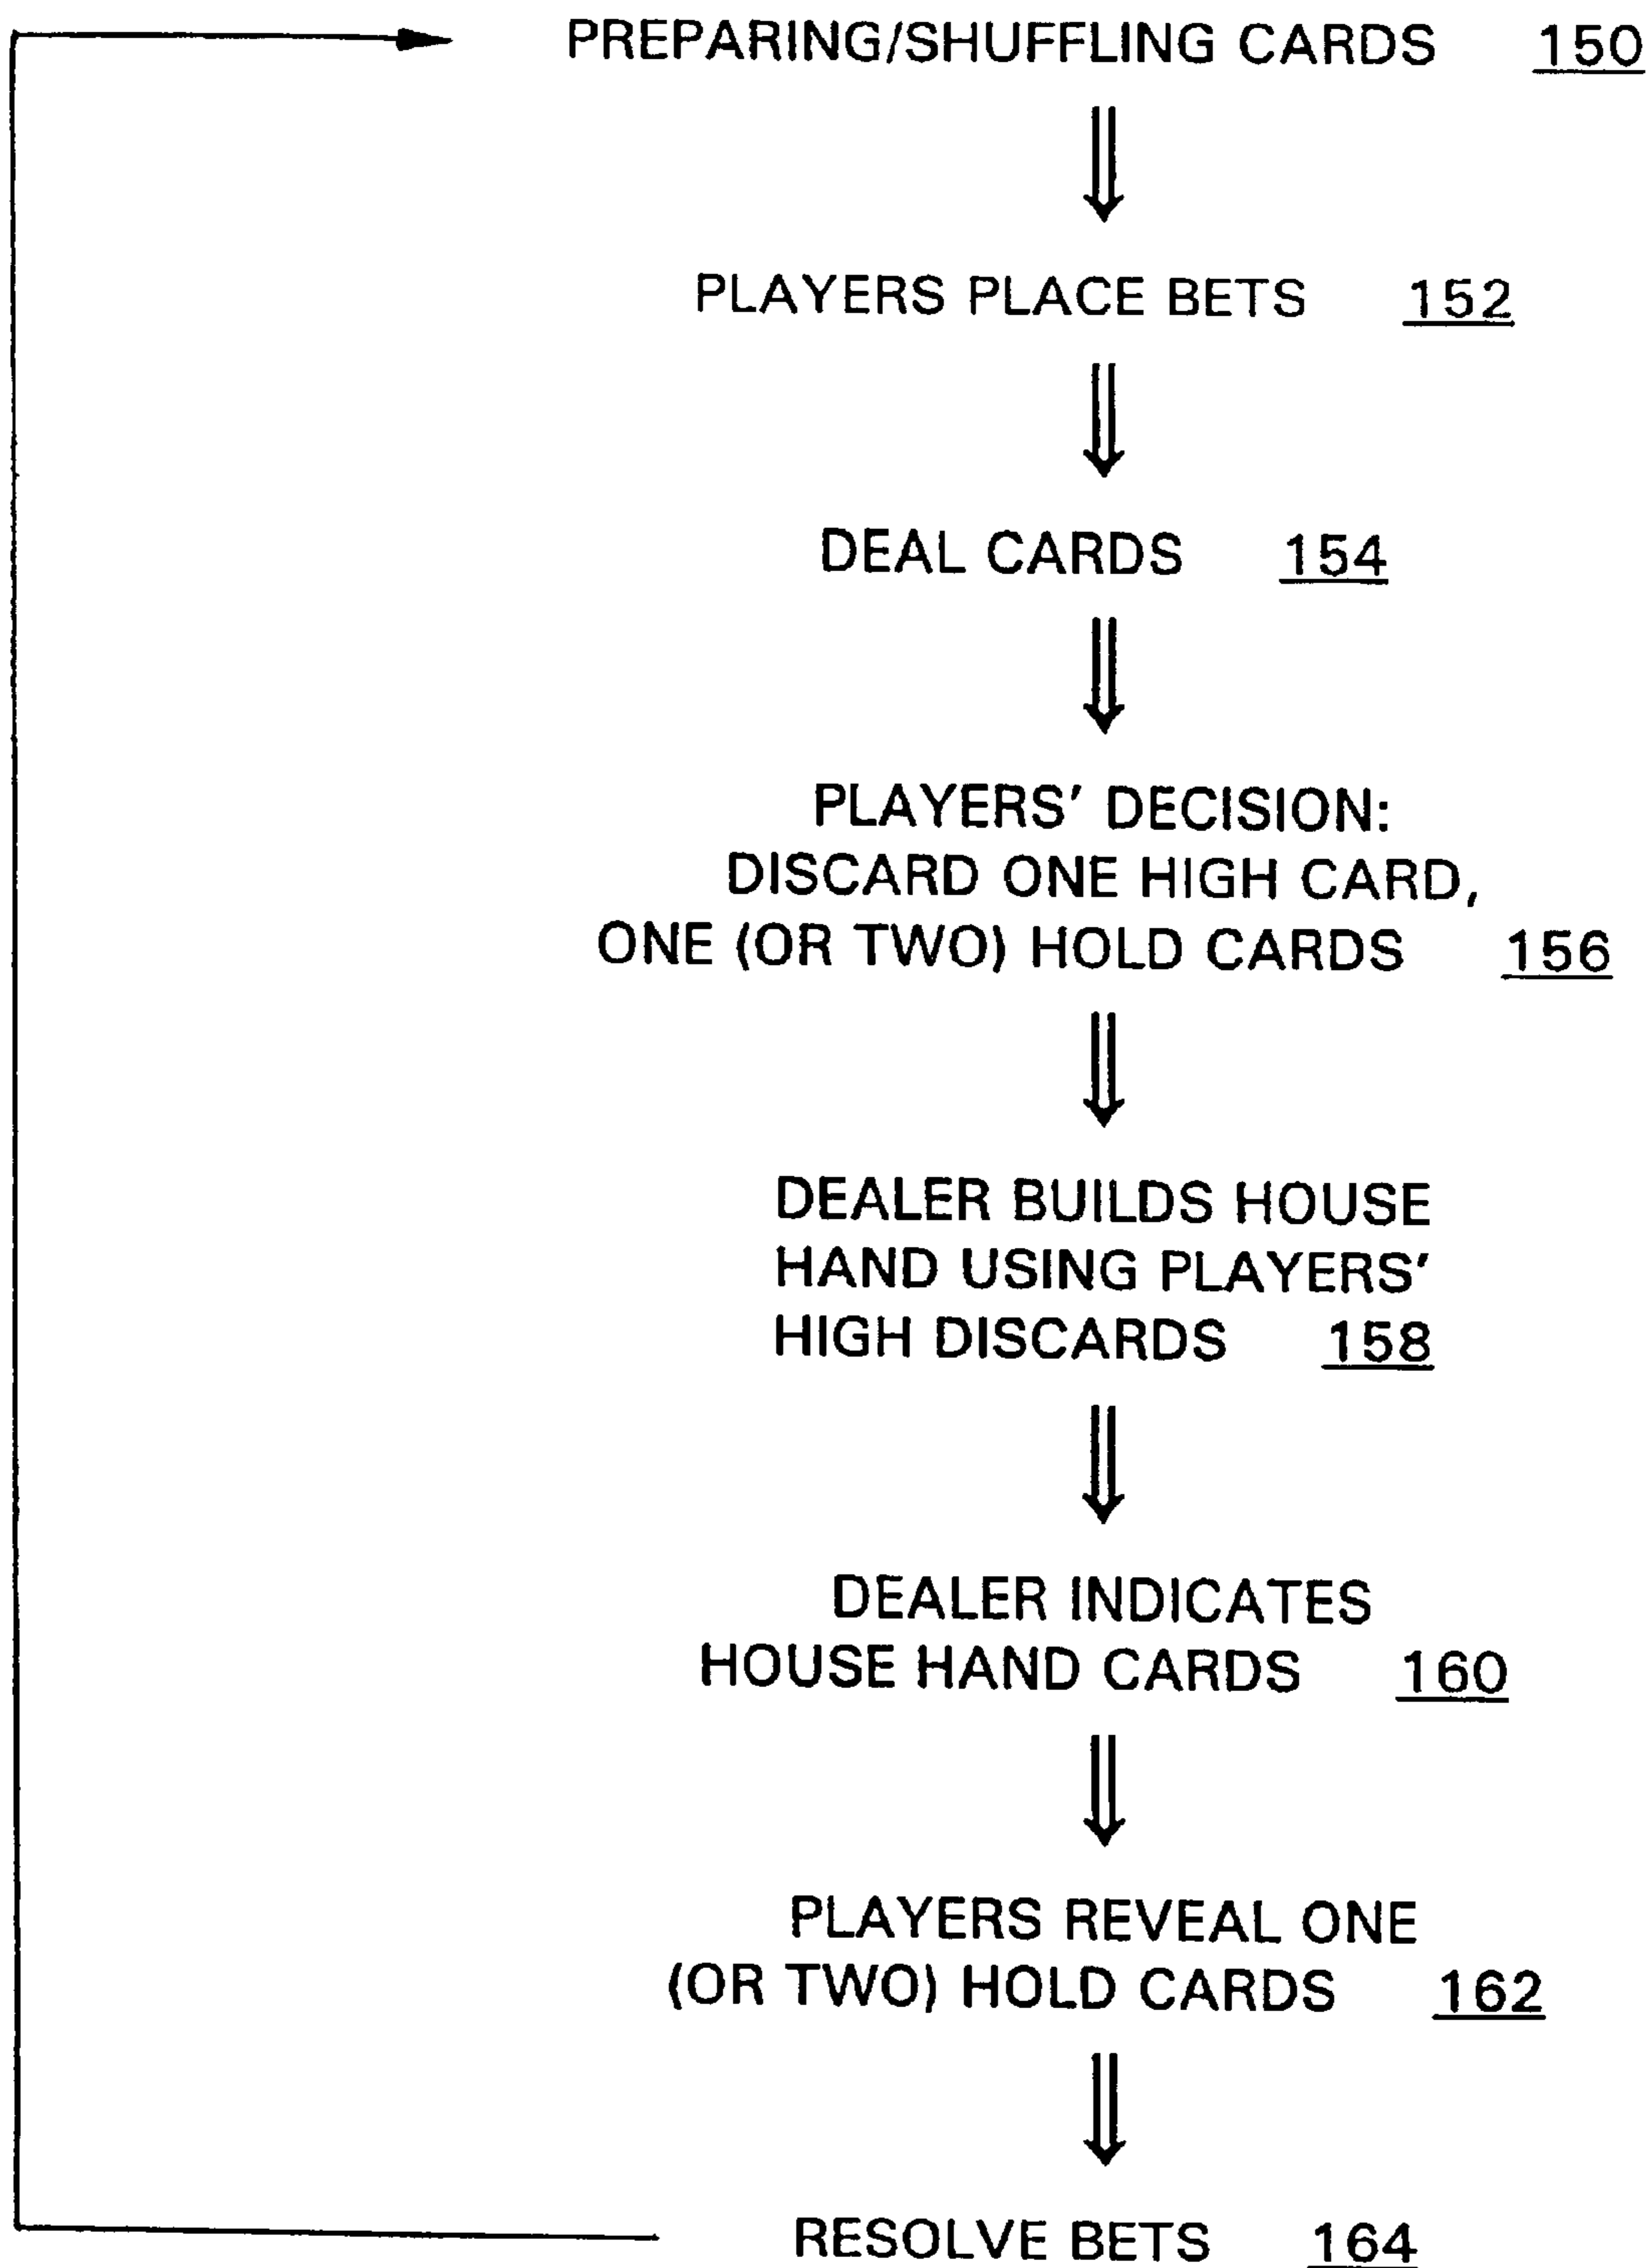 PREPARING/SHUFFLING CARDS 150
PLAYERS PLACE BETS 152
DEAL CARDS 154
PLAYERS' DECISION:
DISCARD ONE HIGH CARD,
ONE (OR TWO) HOLD CARDS 156
DEALER BUILDS HOUSE
HAND USING PLAYERS'
HIGH DISCARDS 158
DEALER INDICATES
HOUSE HAND CARDS 160
PLAYERS REVEAL ONE
(OR TWO) HOLD CARDS 162
RESOLVE BETS 164